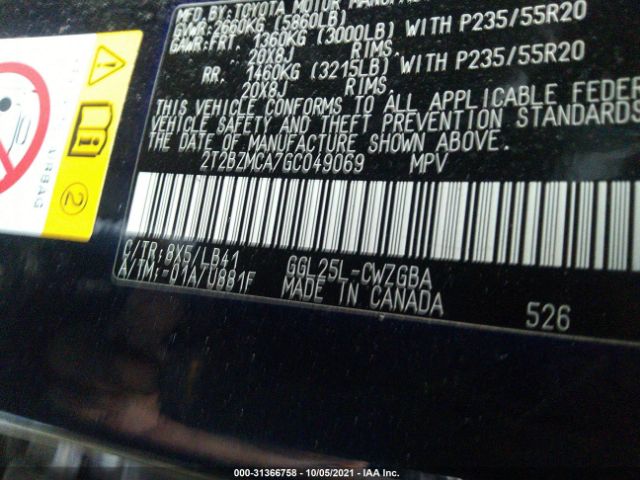 MFD.BY:TOYOTA MOTOR
GVWR:2660KG (5860LB)
GAWR:FRT. 1360KG (3000LB) WITH P235/55R20
20X8J RIMS.
RR. 1460KG (3215LB) WITH P235/55R20
20X8J RIMS.
THIS VEHICLE CONFORMS TO ALL APPLICABLE
VEHICLE SAFETY AND THEFT PREVENTION STANDARDS
THE DATE OF MANUFACTURE SHOWN ABOVE.
2T2BZMCA7GC049069 MPV
AIRBAG
2
C/TR:8X5/LB41 GGL25L-CWZGBA
A/TM:-01A/U881F MADE IN CANADA 526
000-31366758 - 10/05/2021 - IAA Inc.